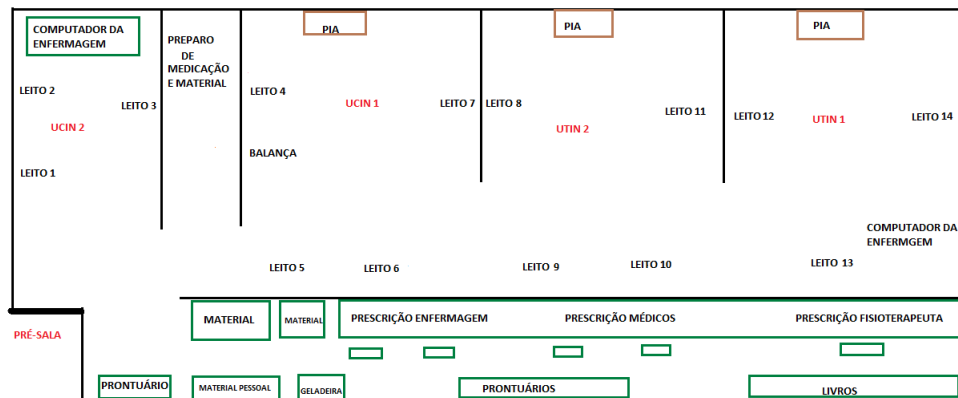 COMPUTADOR DA
ENFERMAGEM
PREPARO
DE
MEDICAÇÃO
E MATERIAL
PIA
PIA
PIA
LEITO 2
LEITO 3
UCIN 2
LEITO 1
LEITO 4
UCIN 1
LEITO 7
BALANÇA
LEITO 8
LEITO 11
UTIN 2
LEITO 12
UTIN 1
LEITO 14
COMPUTADOR DA
ENFERMGEM
LEITO 5
LEITO 6
LEITO 9
LEITO 10
LEITO 13
PRÉ-SALA
MATERIAL
MATERIAL
PRESCRIÇÃO ENFERMAGEM
PRESCRIÇÃO MÉDICOS
PRESCRIÇÃO FISIOTERAPEUTA
PRONTUÁRIO
MATERIAL PESSOAL
GELADEIRA
PRONTUÁRIOS
LIVROS